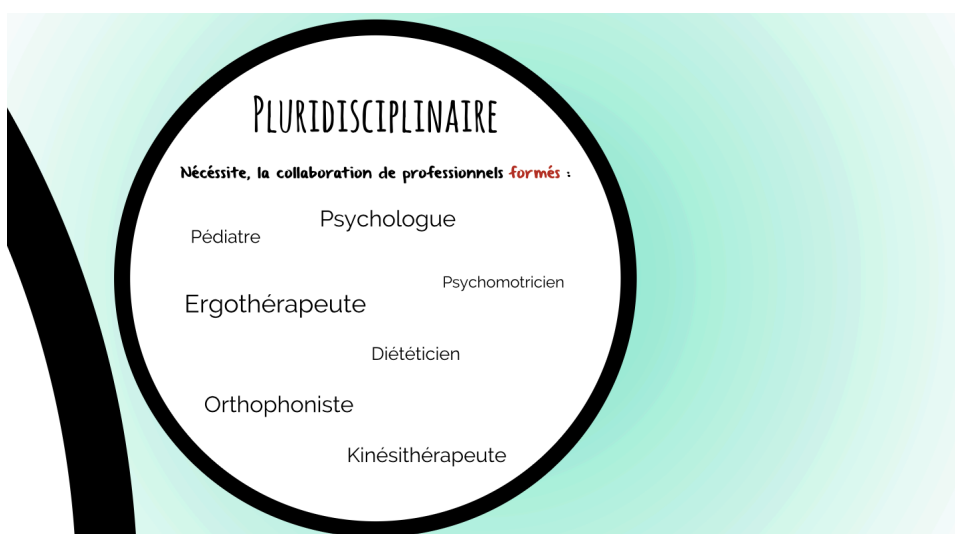 PLURIDISCIPLINAIRE
Nécéssite, la collaboration de professionnels formés :
Psychologue
Pédiatre
Psychomotricien
Ergothérapeute
Diététicien
Orthophoniste
Kinésithérapeute